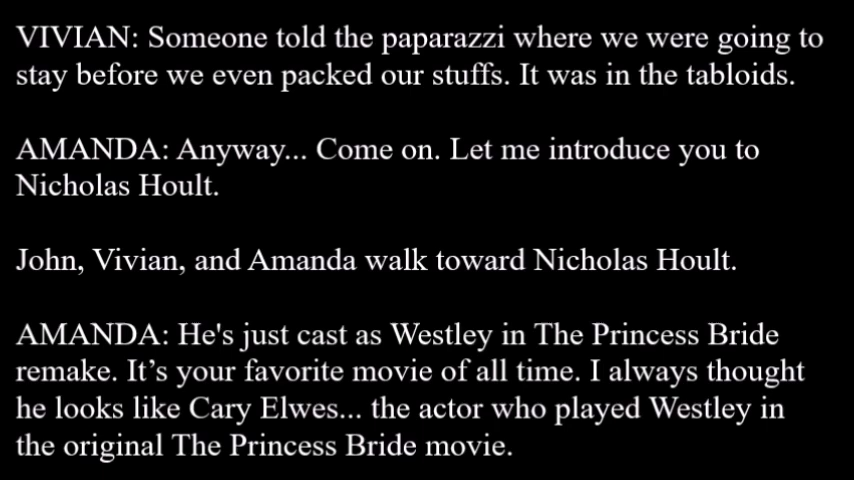 VIVIAN: Someone told the paparazzi where we were going to
stay before we even packed our stuffs. It was in the tabloids.
AMANDA: Anyway... Come on. Let me introduce you to
Nicholas Hoult.
John, Vivian, and Amanda walk toward Nicholas Hoult.
AMANDA: He's just cast as Westley in The Princess Bride
remake. It’s your favorite movie of all time. I always thought
he looks like Cary Elwes... the actor who played Westley in
the original The Princess Bride movie.